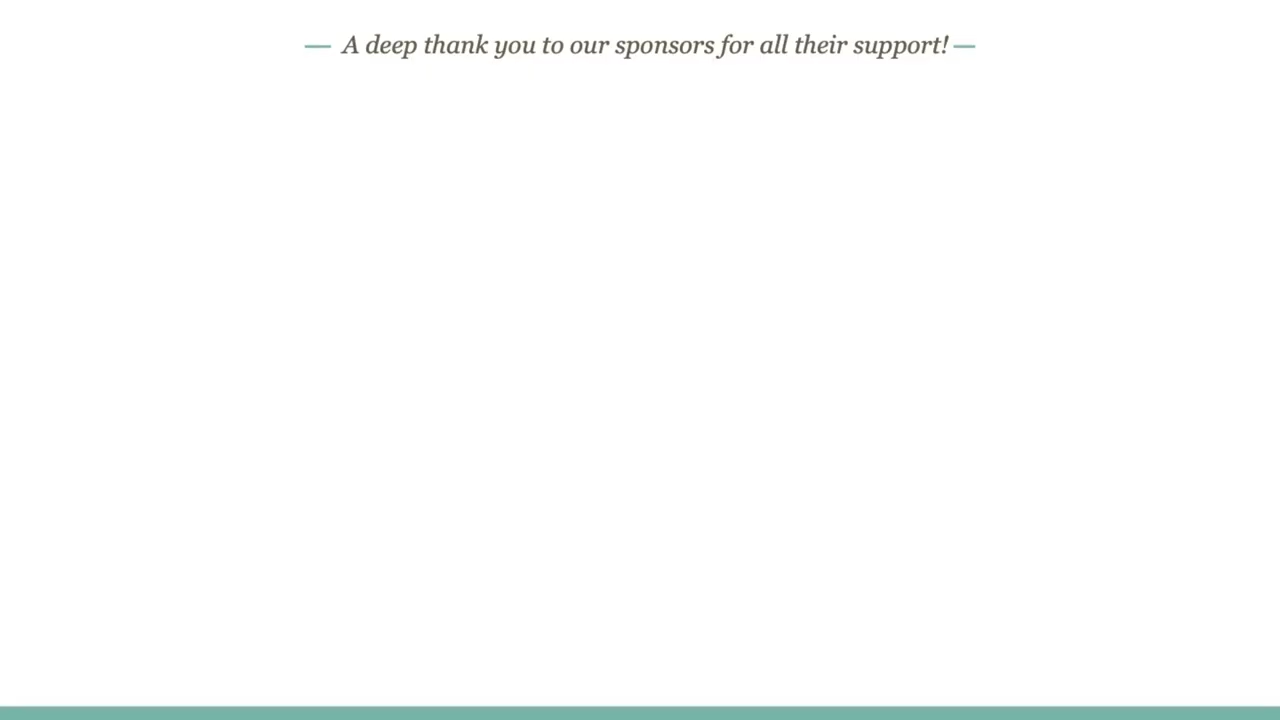 — A deep thank you to our sponsors for all their support! —